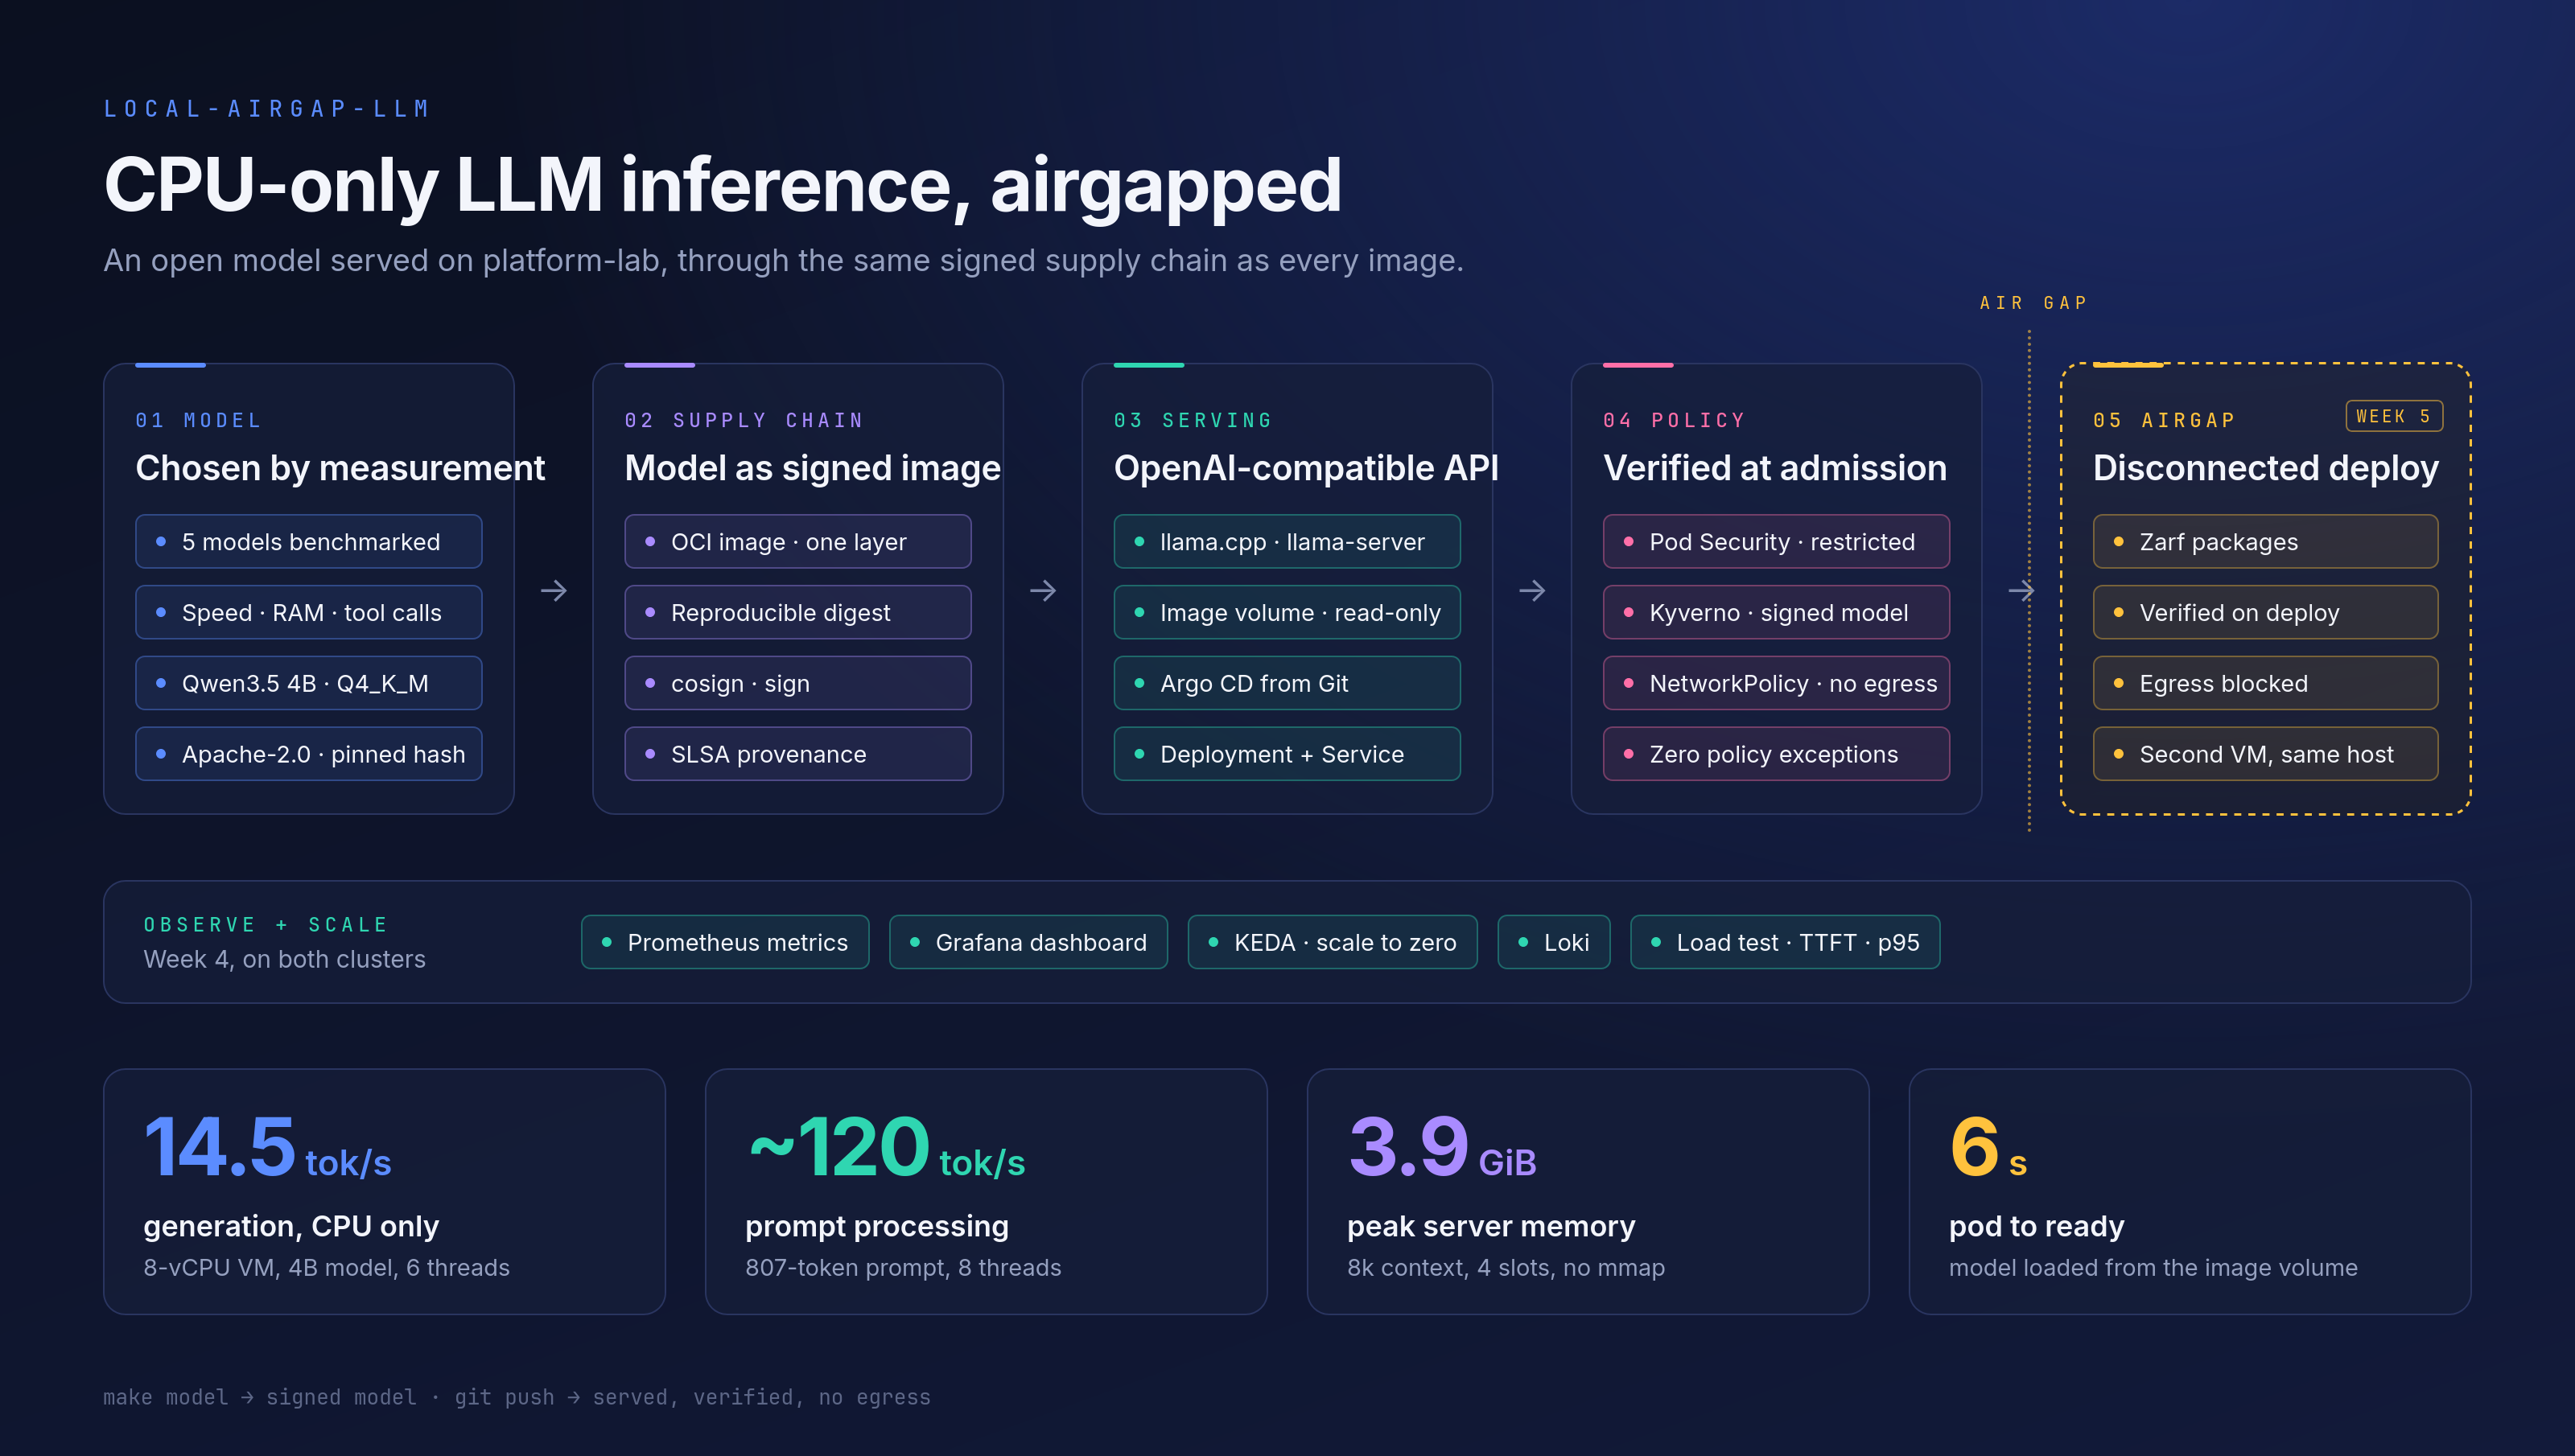 LOCAL-AIRGAP-LLM
CPU-only LLM inference, airgapped
An open model served on platform-lab, through the same signed supply chain as every image.
AIR GAP
01 MODEL
Chosen by measurement
5 models benchmarked
Speed · RAM · tool calls
Qwen3.5 4B · Q4_K_M
Apache-2.0 · pinned hash
→
02 SUPPLY CHAIN
Model as signed image
OCI image · one layer
Reproducible digest
cosign · sign
SLSA provenance
→
03 SERVING
OpenAI-compatible API
llama.cpp · llama-server
Image volume · read-only
Argo CD from Git
Deployment + Service
→
04 POLICY
Verified at admission
Pod Security · restricted
Kyverno · signed model
NetworkPolicy · no egress
Zero policy exceptions
→
05 AIRGAP
WEEK 5
Disconnected deploy
Zarf packages
Verified on deploy
Egress blocked
Second VM, same host
OBSERVE + SCALE
Week 4, on both clusters
Prometheus metrics
Grafana dashboard
KEDA · scale to zero
Loki
Load test · TTFT · p95
14.5 tok/s
generation, CPU only
8-vCPU VM, 4B model, 6 threads
~120 tok/s
prompt processing
807-token prompt, 8 threads
3.9 GiB
peak server memory
8k context, 4 slots, no mmap
6 s
pod to ready
model loaded from the image volume
make model → signed model · git push → served, verified, no egress